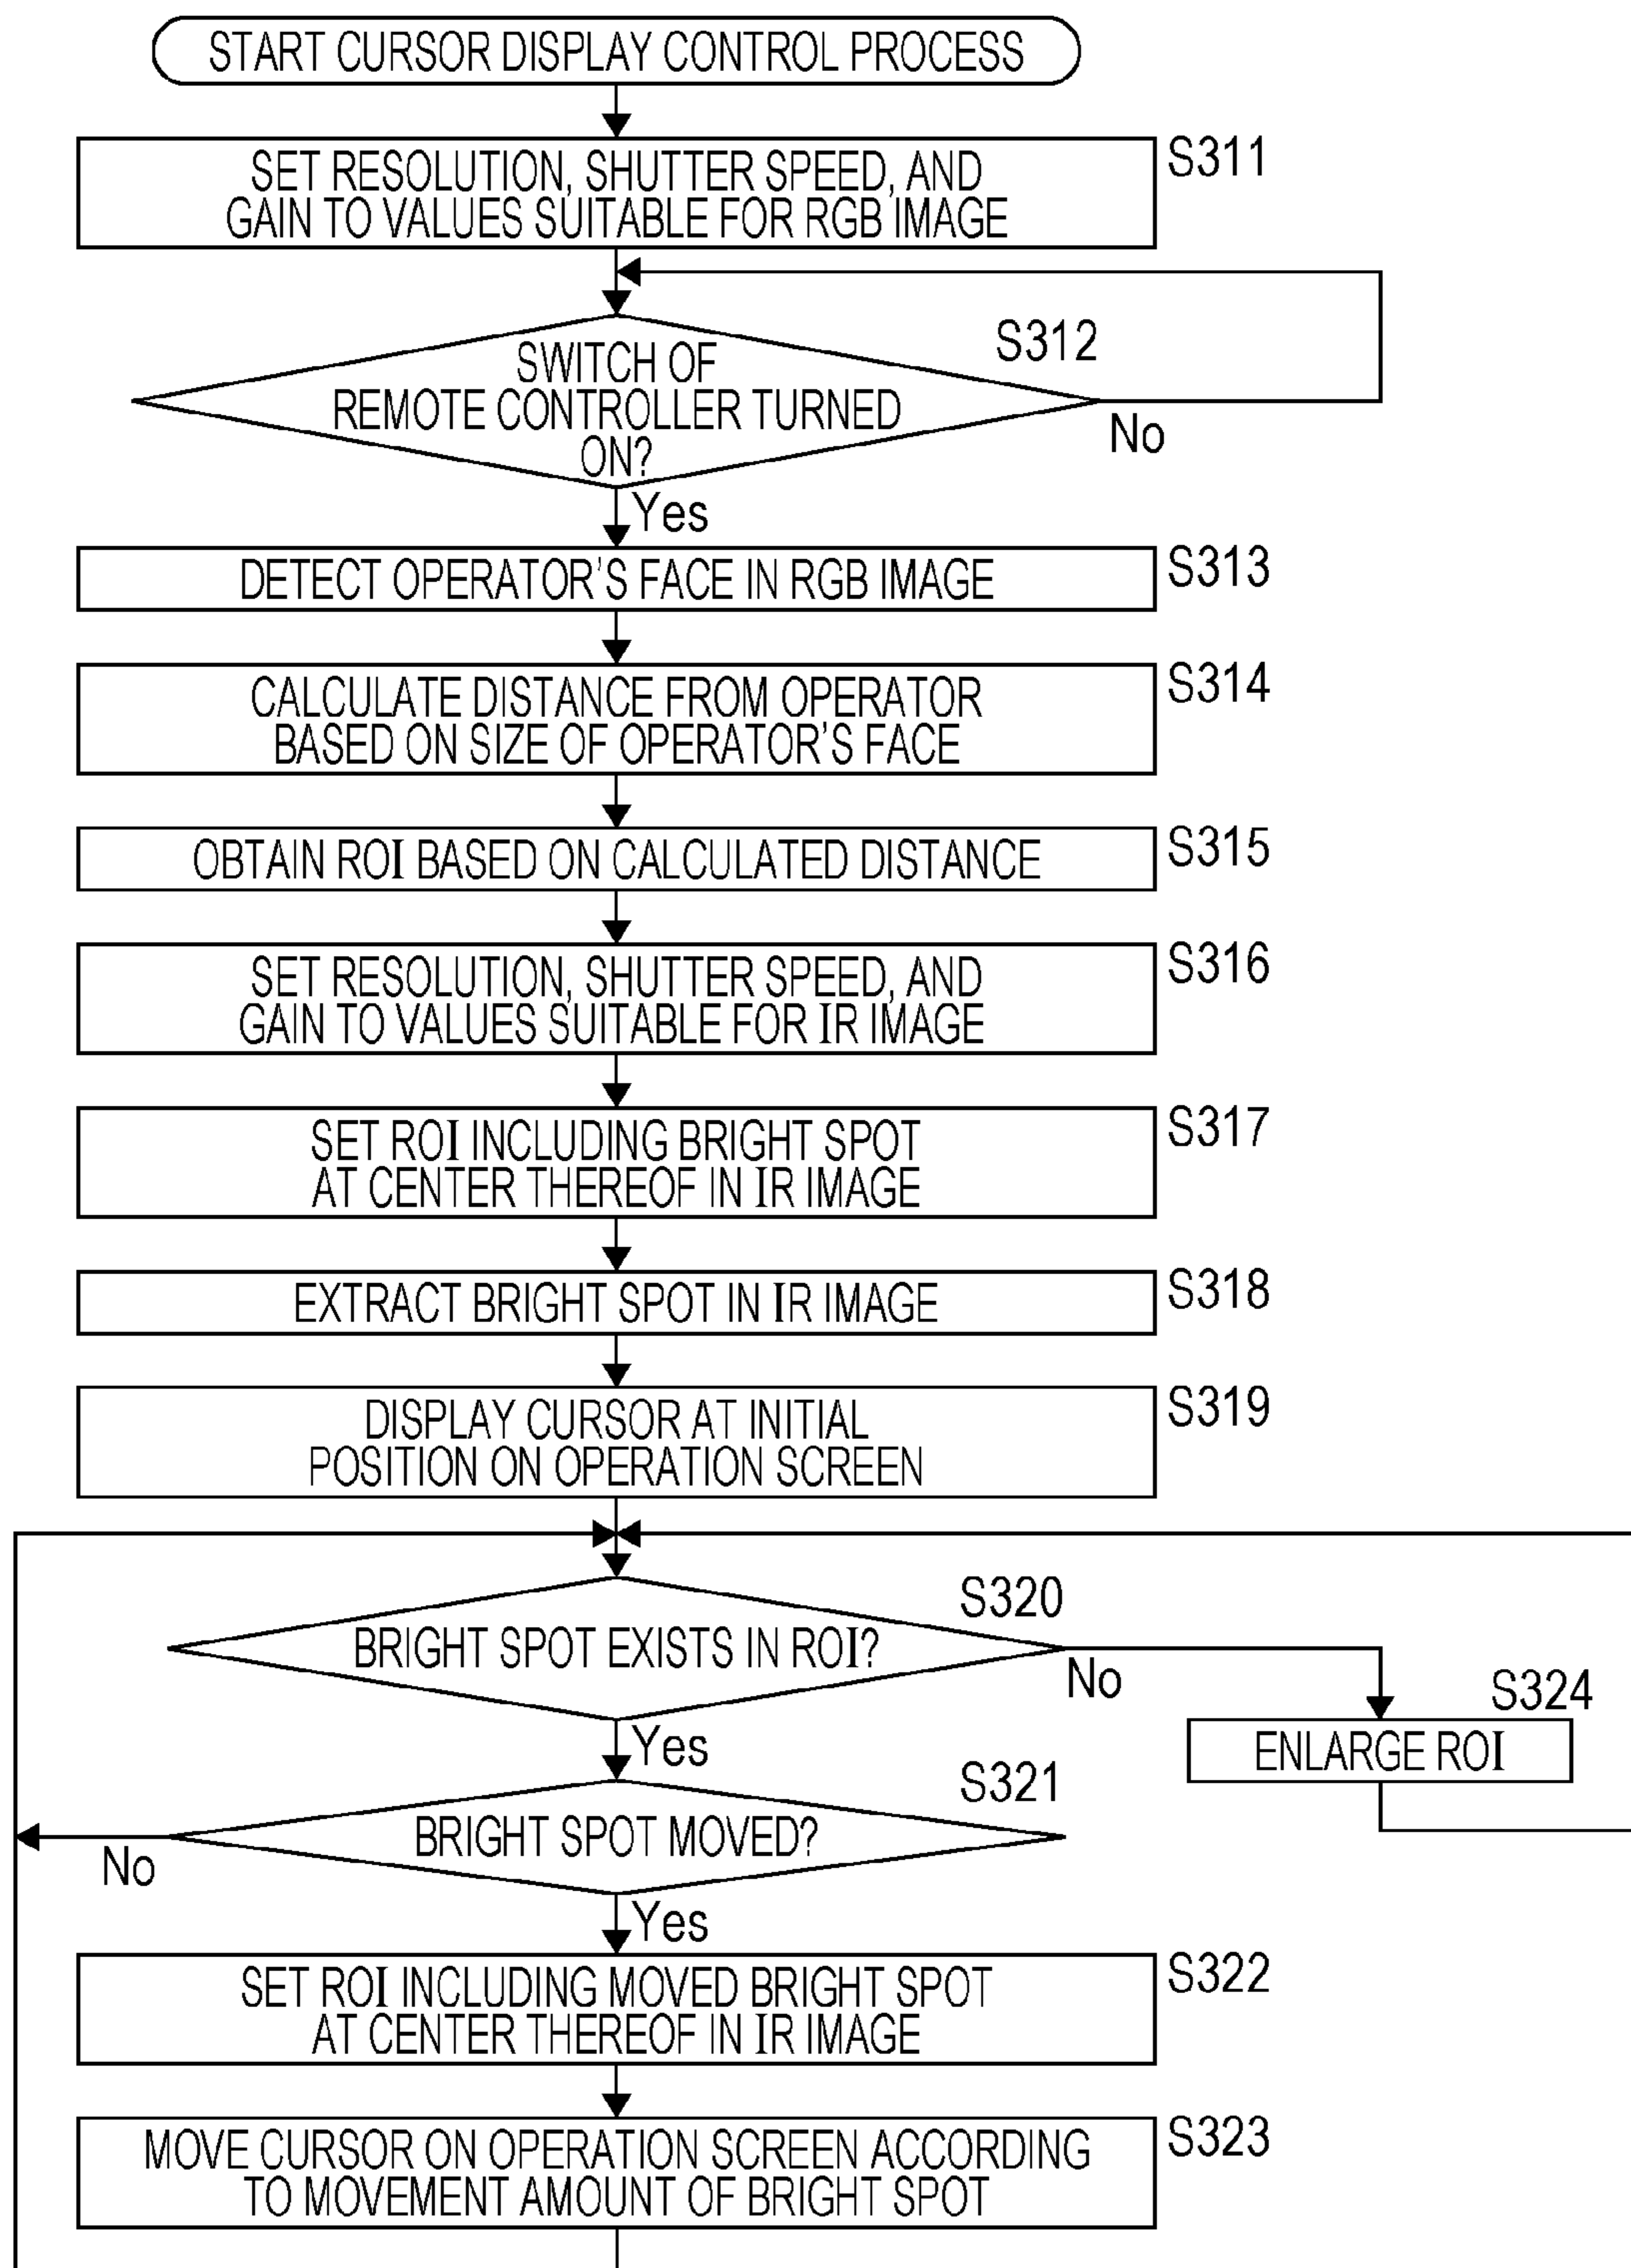 START CURSOR DISPLAY CONTROL PROCESS
S311
SET RESOLUTION, SHUTTER SPEED, AND
GAIN TO VALUES SUITABLE FOR RGB IMAGE
S312
SWITCH OF
REMOTE CONTROLLER TURNED
ON?
No
Yes
S313
DETECT OPERATOR'S FACE IN RGB IMAGE
S314
CALCULATE DISTANCE FROM OPERATOR
BASED ON SIZE OF OPERATOR'S FACE
S315
OBTAIN ROI BASED ON CALCULATED DISTANCE
S316
SET RESOLUTION, SHUTTER SPEED, AND
GAIN TO VALUES SUITABLE FOR IR IMAGE
S317
SET ROI INCLUDING BRIGHT SPOT
AT CENTER THEREOF IN IR IMAGE
S318
EXTRACT BRIGHT SPOT IN IR IMAGE
S319
DISPLAY CURSOR AT INITIAL
POSITION ON OPERATION SCREEN
S320
BRIGHT SPOT EXISTS IN ROI?
No
S324
ENLARGE ROI
Yes
S321
BRIGHT SPOT MOVED?
No
Yes
S322
SET ROI INCLUDING MOVED BRIGHT SPOT
AT CENTER THEREOF IN IR IMAGE
S323
MOVE CURSOR ON OPERATION SCREEN ACCORDING
TO MOVEMENT AMOUNT OF BRIGHT SPOT